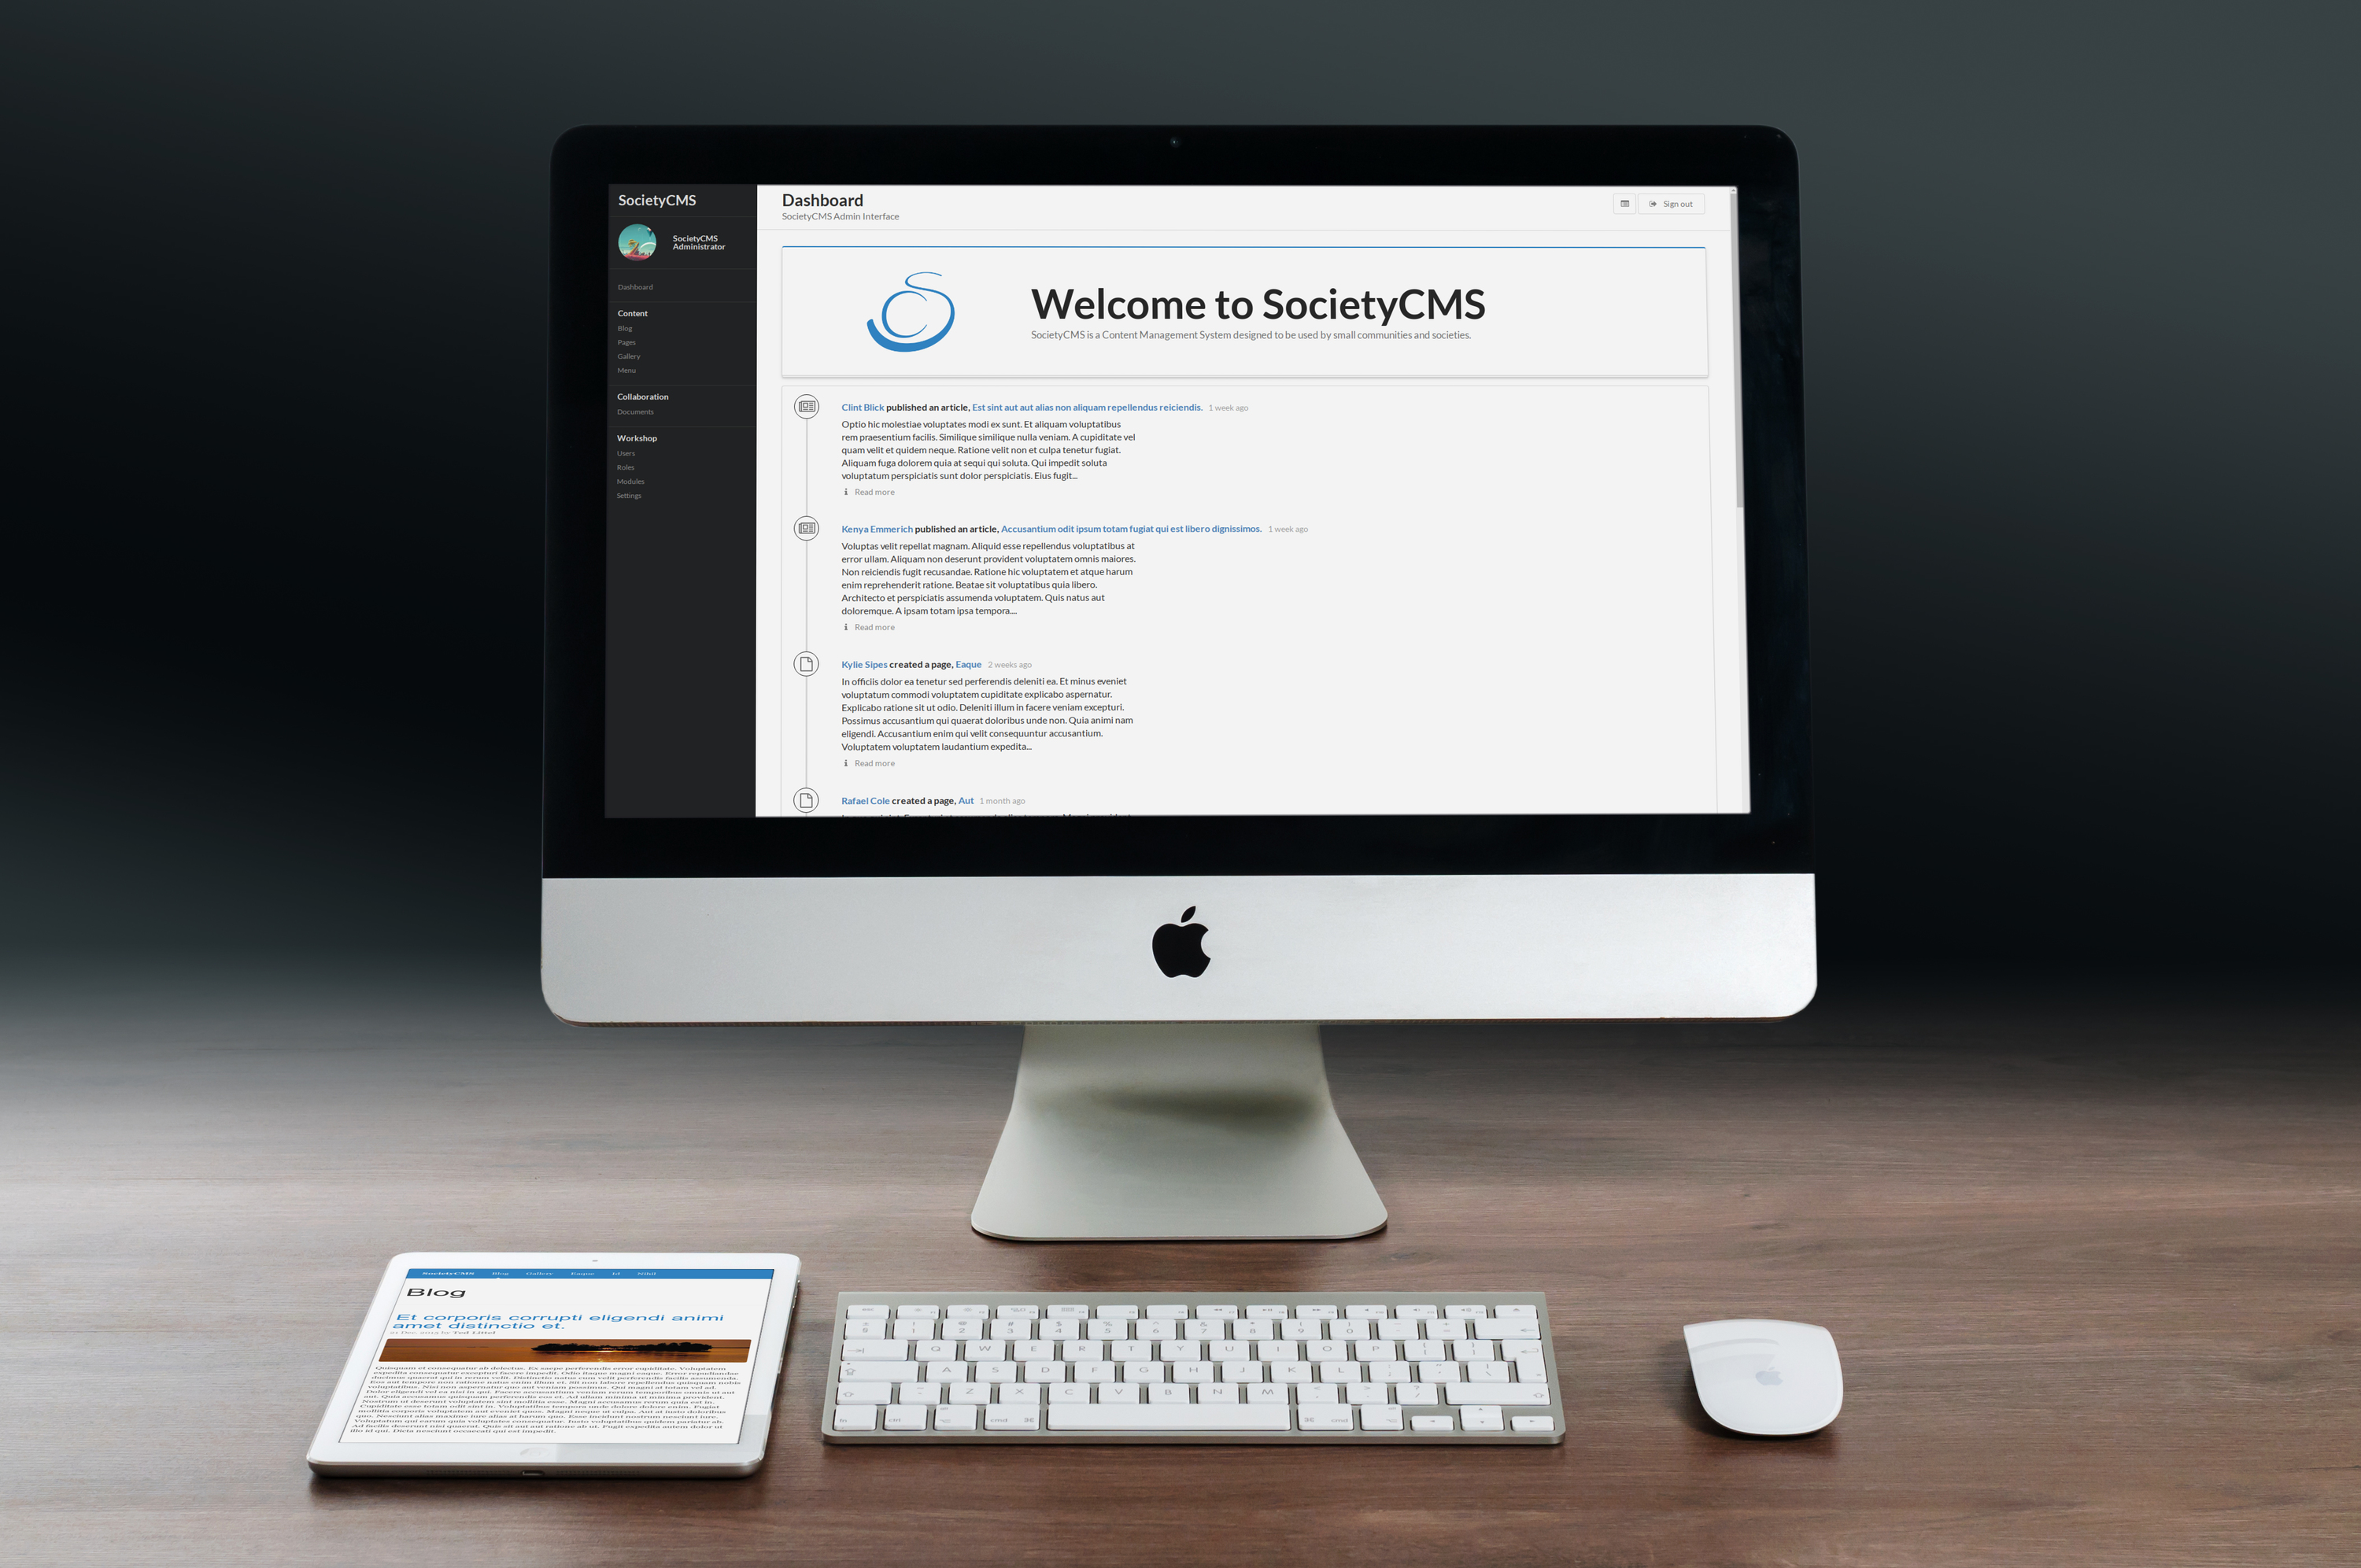 SocietyCMS
SocietyCMS
Administrator
Dashboard
Content
Blog
Pages
Gallery
Menu
Collaboration
Documents
Workshop
Users
Roles
Modules
Settings
Dashboard
SocietyCMS Admin Interface
Sign out
Welcome to SocietyCMS
SocietyCMS is a Content Management System designed to be used by small communities and societies.
Clint Blick published an article, Est sint aut aut alias non aliquam repellendus reiciendis. 1 week ago
Optio hic molestiae voluptates modi ex sunt. Et aliquam voluptatibus
rem praesentium facilis. Similique similique nulla veniam. A cupiditate vel
quam velit et quidem neque. Ratione velit non et culpa tenetur fugiat.
Aliquam fuga dolorem quia at sequi qui soluta. Qui impedit soluta
voluptatum perspiciatis sunt dolor perspiciatis. Eius fugit...
Read more
Kenya Emmerich published an article, Accusantium odit ipsum totam fugiat qui est libero dignissimos. 1 week ago
Voluptas velit repellat magnam. Aliquid esse repellendus voluptatibus at
error ullam. Aliquam non deserunt provident voluptatem omnis maiores.
Non reiciendis fugit recusandae. Ratione hic voluptatem et atque harum
enim reprehenderit ratione. Beatae sit voluptatibus quia libero.
Architecto et perspiciatis assumenda voluptatem. Quis natus aut
doloremque. A ipsam totam ipsa tempora....
Read more
Kylie Sipes created a page, Eaque 2 weeks ago
In officiis dolor ea tenetur sed perferendis deleniti ea. Et minus eveniet
voluptatum commodi voluptatem cupiditate explicabo aspernatur.
Explicabo ratione sit ut odio. Deleniti illum in facere veniam excepturi.
Possimus accusantium qui quaerat doloribus unde non. Quia animi nam
eligendi. Accusantium enim qui velit consequuntur accusantium.
Voluptatem voluptatem laudantium expedita...
Read more
Rafael Cole created a page, Aut 1 month ago
SocietyCMS Blog Gallery Eaque Id Nihil
Blog
Et corporis corrupti eligendi animi
amet distinctio et.
by Ted Littel
Q W E R T Y U I O P
A S D F G H J K L
Z X C V B N M
fn ctrl cmd ⌘ ⌘ cmd